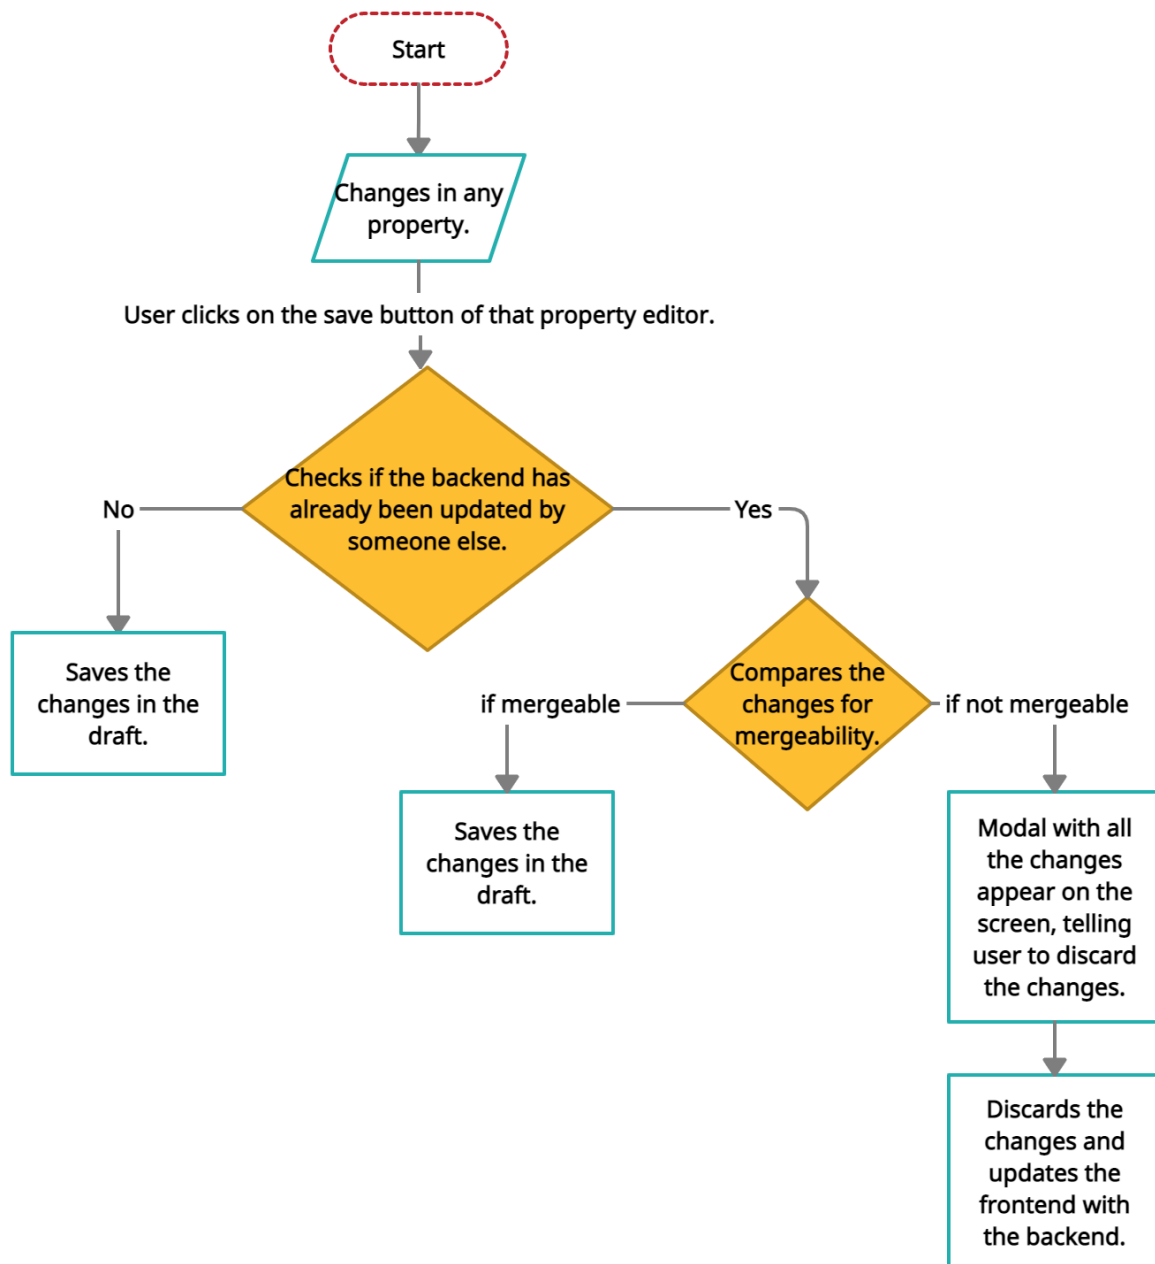 Start
Changes in any
property.
User clicks on the save button of that property editor.
Checks if the backend has
already been updated by
someone else.
No
Yes
Saves the
changes in the
draft.
Compares the
changes for
mergeability.
if mergeable
if not mergeable
Saves the
changes in the
draft.
Modal with all
the changes
appear on the
screen, telling
user to discard
the changes.
Discards the
changes and
updates the
frontend with
the backend.